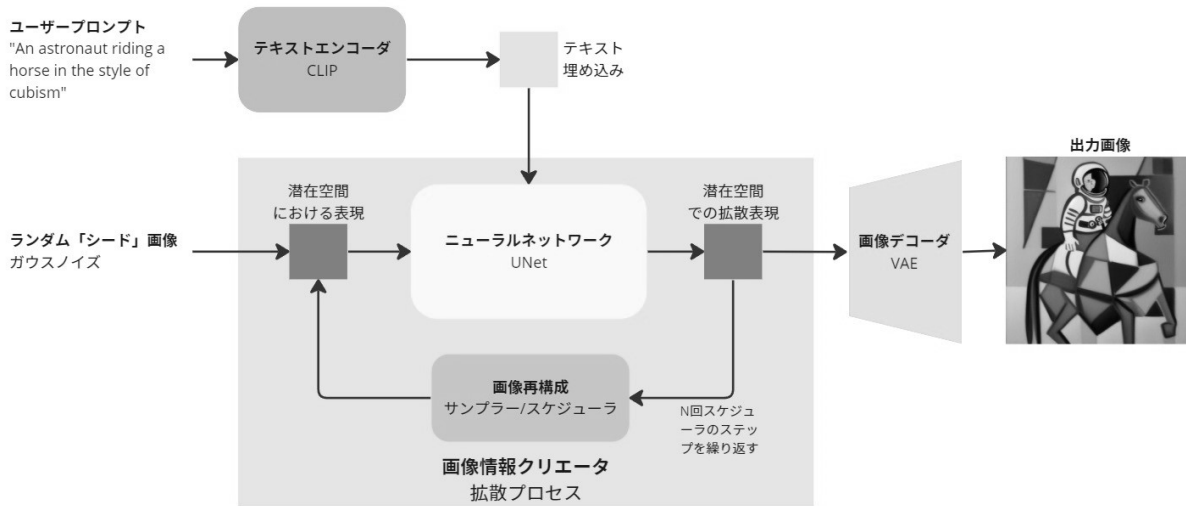 ユーザープロンプト
"An astronaut riding a
horse in the style of
cubism"
テキストエンコーダ
CLIP
テキスト
埋め込み
ランダム「シード」画像
ガウスノイズ
潜在空間
における表現
ニューラルネットワーク
UNet
潜在空間
での拡散表現
画像デコーダ
VAE
出力画像
画像再構成
サンプラー/スケジューラ
N回スケジュ
ーラのステッ
プを繰り返す
画像情報クリエータ
拡散プロセス